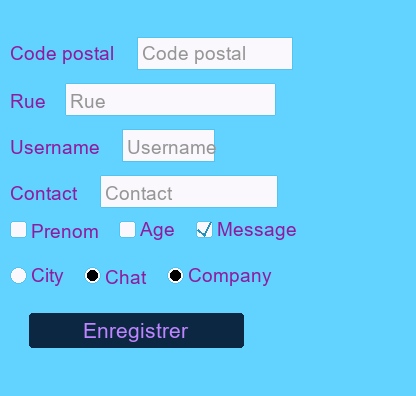 Code postal Code postal
Rue Rue
Username Username
Contact Contact
Prenom Age Message
City Chat Company
Enregistrer